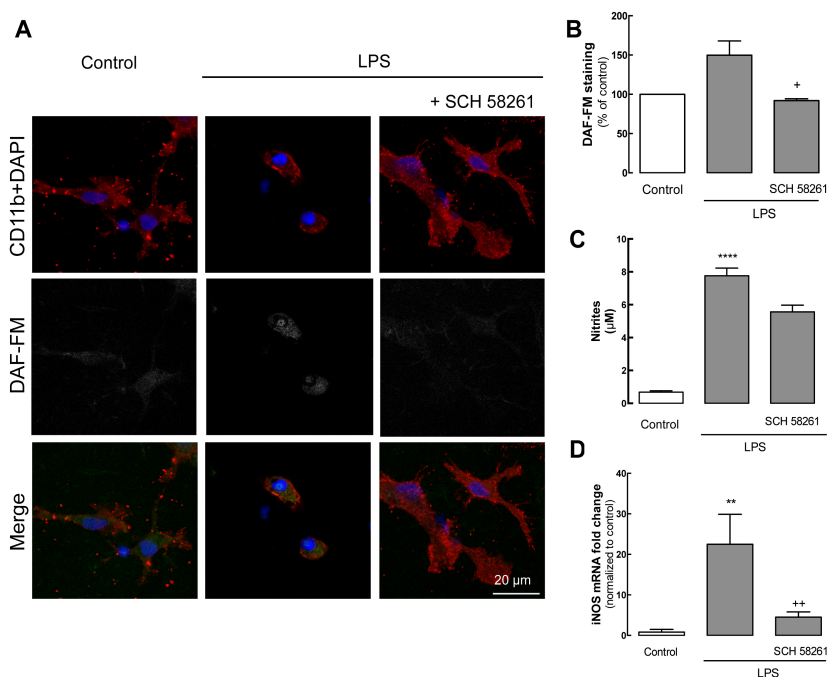 A
Control
LPS
+ SCH 58261
CD11b+DAPI
DAF-FM
Merge
20 µm
B
DAF-FM staining
(% of control)
200
150
100
50
0
+
Control
SCH 58261
LPS
C
Nitrites
(µM)
10
8
6
4
2
0
****
Control
SCH 58261
LPS
D
iNOS mRNA fold change
(normalized to control)
40
30
20
10
0
**
++
Control
SCH 58261
LPS